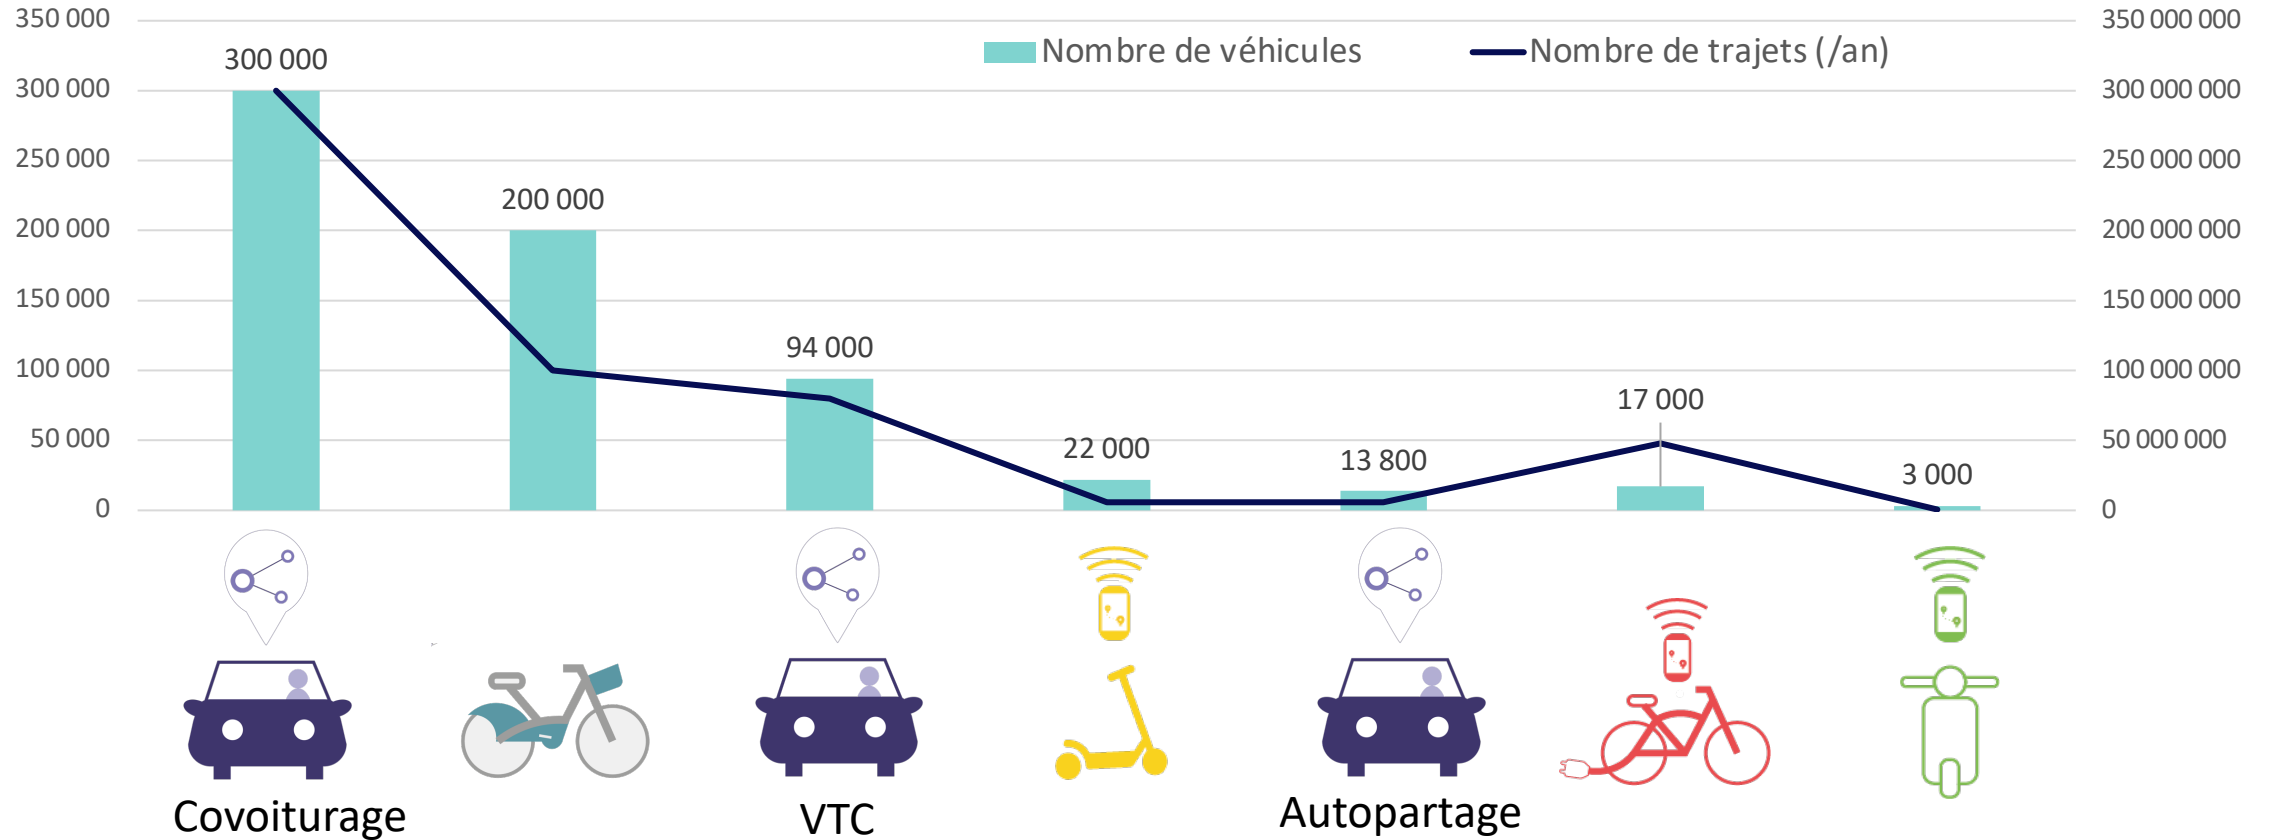 350 000
300 000
250 000
200 000
150 000
100 000
50 000
0
Nombre de véhicules
Nombre de trajets (/an)
300 000
200 000
94 000
22 000
13 800
17 000
3 000
350 000 000
300 000 000
250 000 000
200 000 000
150 000 000
100 000 000
50 000 000
0
Covoiturage
VTC
Autopartage